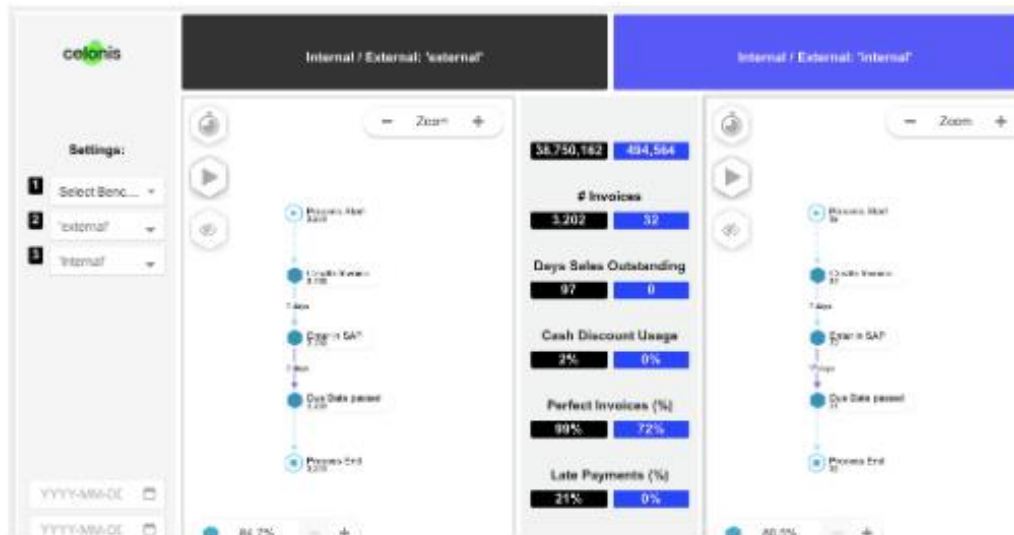 celonis
Internal / External: 'external'
Internal / External: 'internal'
Settings:
1
Select Benc...
2
'external'
3
'internal'
YYYY-MM-DD
YYYY-MM-DD
Zoom
Process Start
Create Invoice
Enter in SAP
Due Date passed
Process End
38,750,162 494,564
# Invoices
3,202 32
Days Sales Outstanding
97 0
Cash Discount Usage
2% 0%
Perfect Invoices (%)
99% 72%
Late Payments (%)
21% 0%
Zoom
Process Start
Create Invoice
Enter in SAP
Due Date passed
Process End